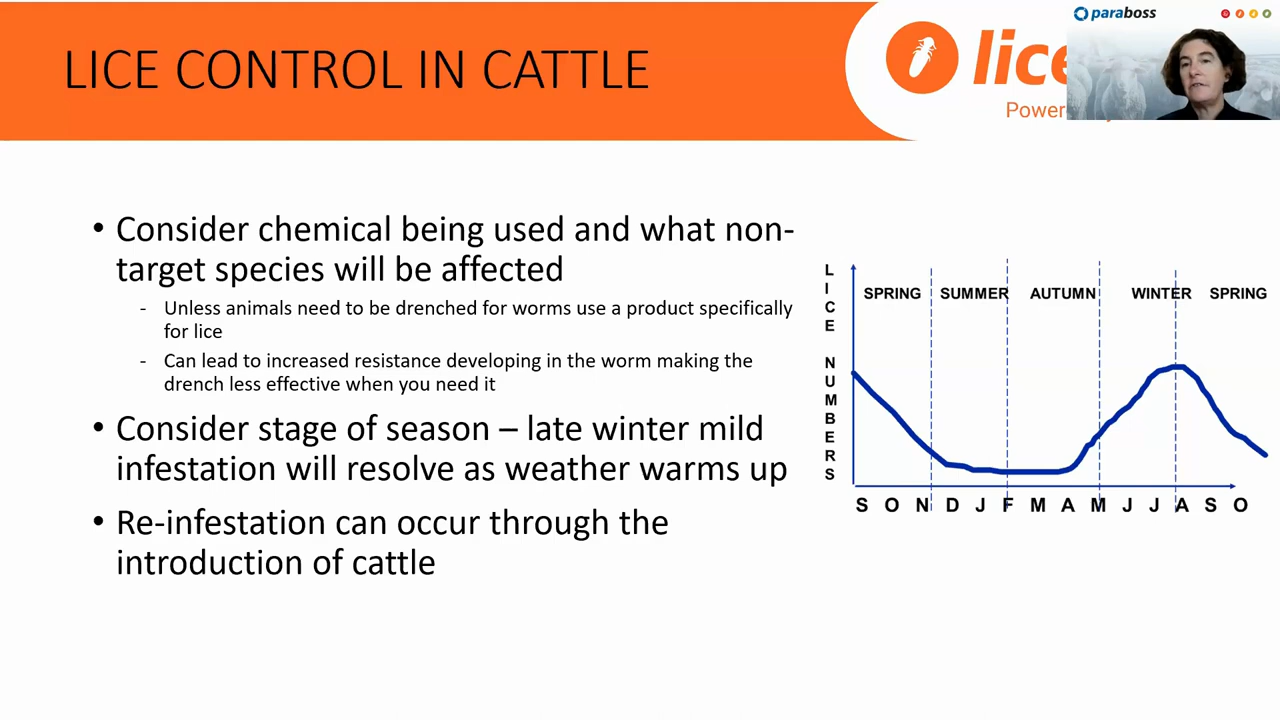 LICE CONTROL IN CATTLE
lice
Power
paraboss
• Consider chemical being used and what non-
target species will be affected
- Unless animals need to be drenched for worms use a product specifically
for lice
- Can lead to increased resistance developing in the worm making the
drench less effective when you need it
• Consider stage of season – late winter mild
infestation will resolve as weather warms up
• Re-infestation can occur through the
introduction of cattle
LICE NUMBERS
SPRING SUMMER AUTUMN WINTER SPRING
S O N D J F M A M J J A S O